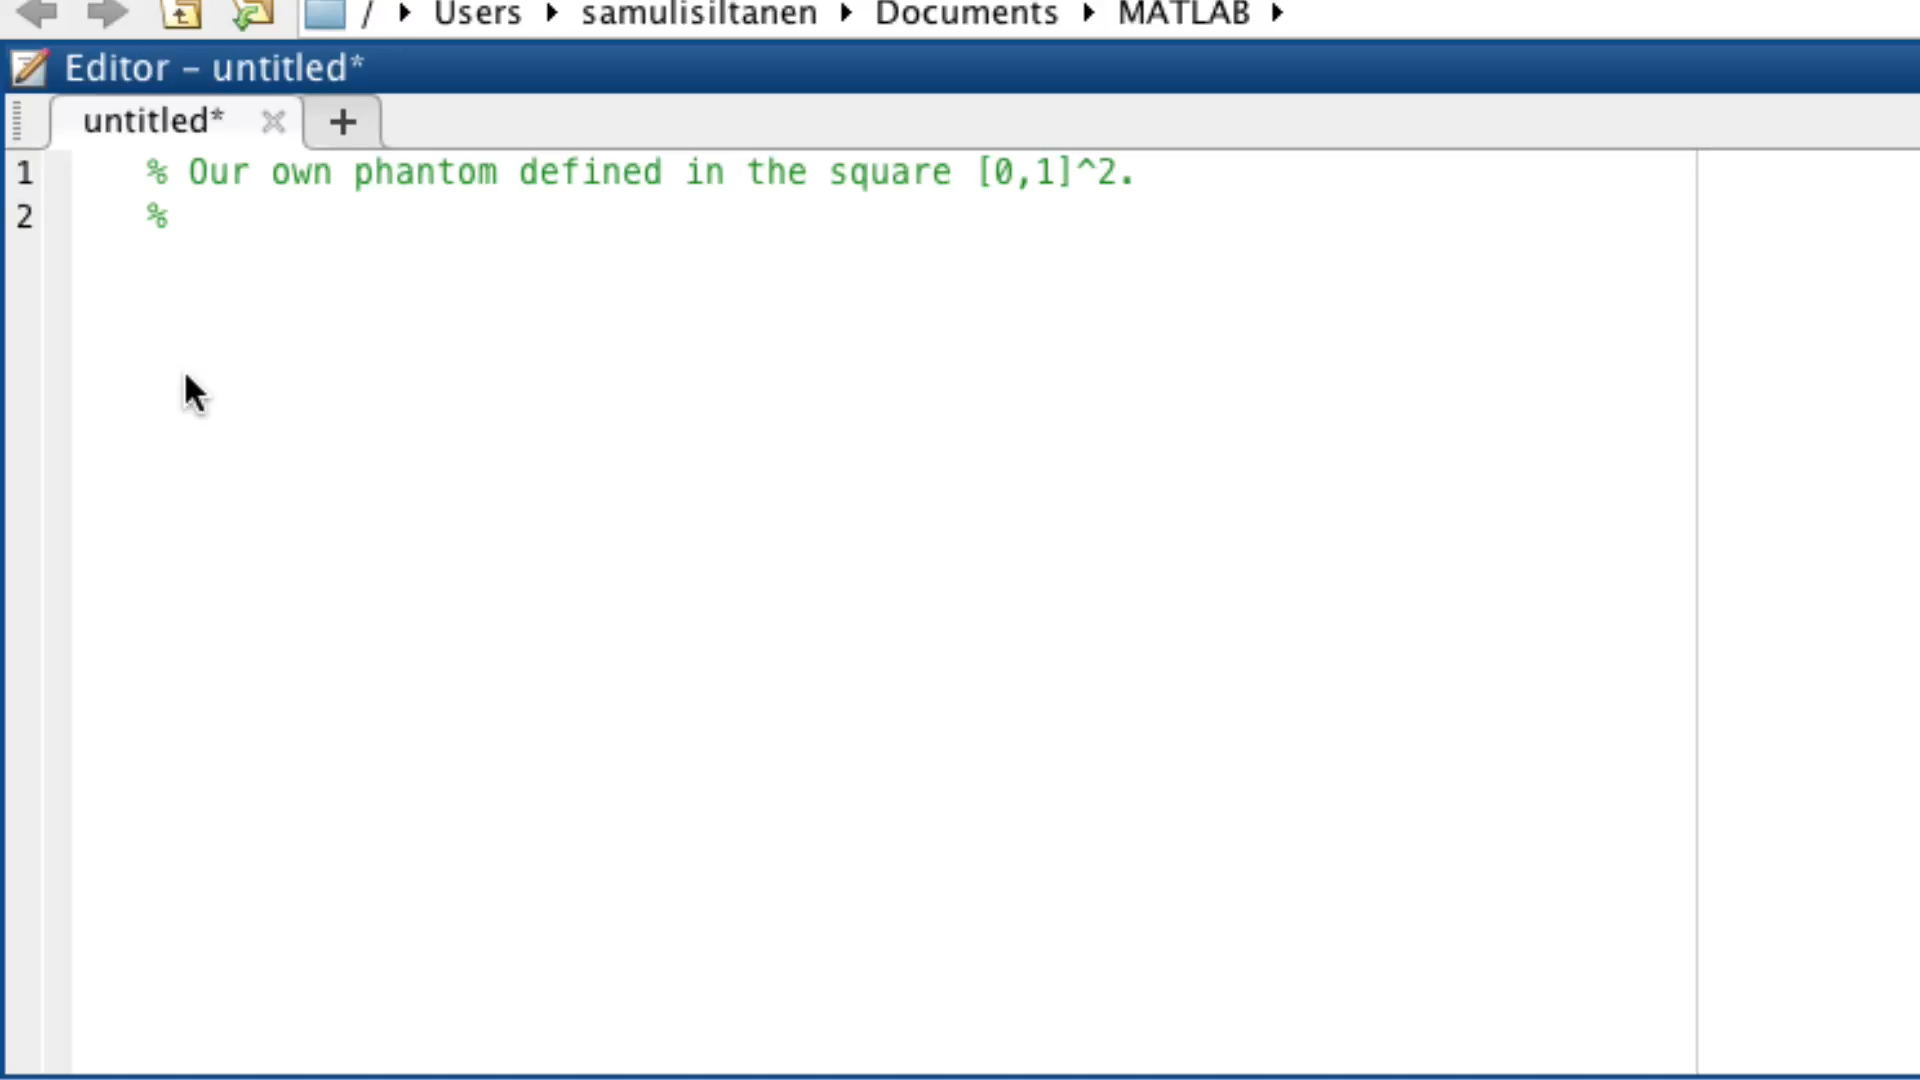 / ▸ Users ▸ samulisiltanen ▸ Documents ▸ MATLAB ▸
Editor – untitled*
untitled* × +
1 % Our own phantom defined in the square [0,1]^2.
2 %